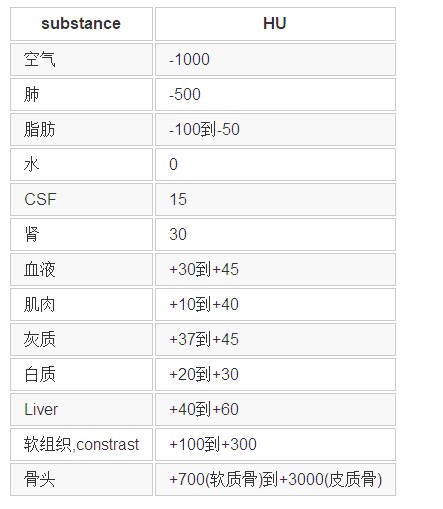 substance HU
空气 -1000
肺 -500
脂肪 -100到-50
水 0
CSF 15
肾 30
血液 +30到+45
肌肉 +10到+40
灰质 +37到+45
白质 +20到+30
Liver +40到+60
软组织,constrast +100到+300
骨头 +700(软质骨)到+3000(皮质骨)